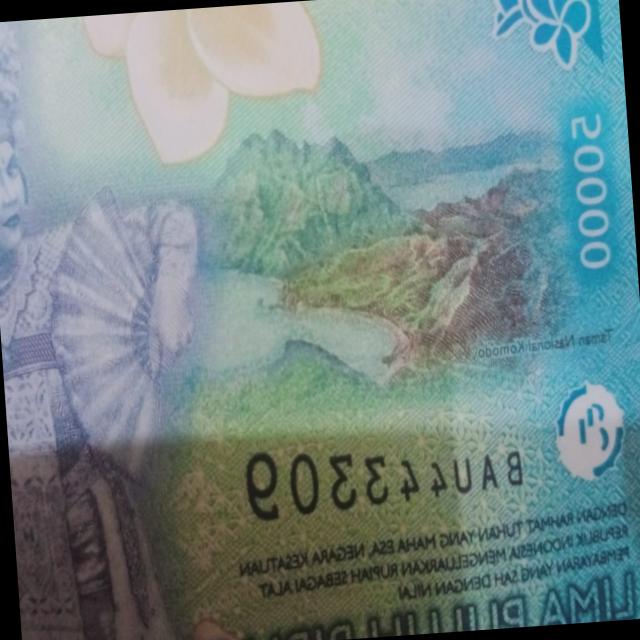 50000
Taman Nasional Komodo
BAU443309
DENGAN RAHMAT TUHAN YANG MAHA ESA, NEGARA KESATUAN
REPUBLIK INDONESIA MENGELUARKAN RUPIAH SEBAGAI ALAT
PEMBAYARAN YANG SAH DENGAN NILAI
LIMA PULUH